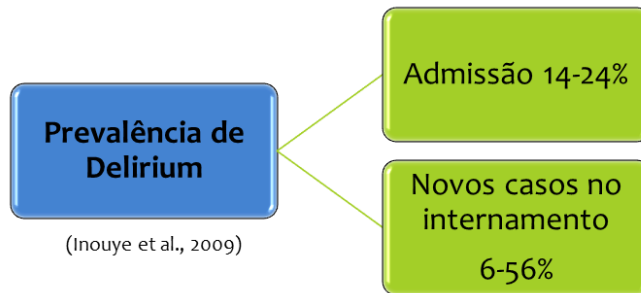 Prevalência de
Delirium
(Inouye et al., 2009)
Admissão 14-24%
Novos casos no
internamento
6-56%